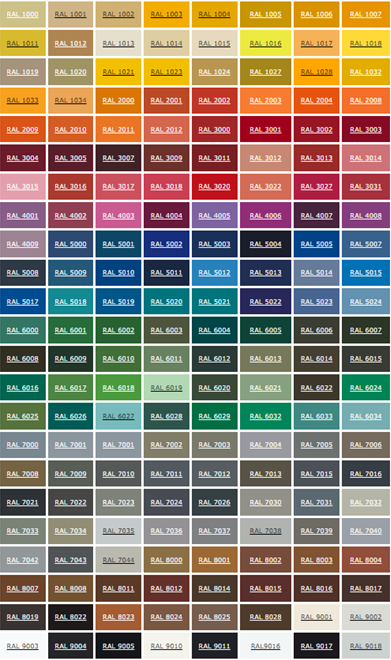 RAL 1000 RAL 1001 RAL 1002 RAL 1003 RAL 1004 RAL 1005 RAL 1006 RAL 1007
RAL 1011 RAL 1012 RAL 1013 RAL 1014 RAL 1015 RAL 1016 RAL 1017 RAL 1018
RAL 1019 RAL 1020 RAL 1021 RAL 1023 RAL 1024 RAL 1027 RAL 1028 RAL 1032
RAL 1033 RAL 1034 RAL 2000 RAL 2001 RAL 2002 RAL 2003 RAL 2004 RAL 2008
RAL 2009 RAL 2010 RAL 2011 RAL 2012 RAL 3000 RAL 3001 RAL 3002 RAL 3003
RAL 3004 RAL 3005 RAL 3007 RAL 3009 RAL 3011 RAL 3012 RAL 3013 RAL 3014
RAL 3015 RAL 3016 RAL 3017 RAL 3018 RAL 3020 RAL 3022 RAL 3027 RAL 3031
RAL 4001 RAL 4002 RAL 4003 RAL 4004 RAL 4005 RAL 4006 RAL 4007 RAL 4008
RAL 4009 RAL 5000 RAL 5001 RAL 5002 RAL 5003 RAL 5004 RAL 5005 RAL 5007
RAL 5008 RAL 5009 RAL 5010 RAL 5011 RAL 5012 RAL 5013 RAL 5014 RAL 5015
RAL 5017 RAL 5018 RAL 5019 RAL 5020 RAL 5021 RAL 5022 RAL 5023 RAL 5024
RAL 6000 RAL 6001 RAL 6002 RAL 6003 RAL 6004 RAL 6005 RAL 6006 RAL 6007
RAL 6008 RAL 6009 RAL 6010 RAL 6011 RAL 6012 RAL 6013 RAL 6014 RAL 6015
RAL 6016 RAL 6017 RAL 6018 RAL 6019 RAL 6020 RAL 6021 RAL 6022 RAL 6024
RAL 6025 RAL 6026 RAL 6027 RAL 6028 RAL 6029 RAL 6032 RAL 6033 RAL 6034
RAL 7000 RAL 7001 RAL 7001 RAL 7002 RAL 7003 RAL 7004 RAL 7005 RAL 7006
RAL 7008 RAL 7009 RAL 7010 RAL 7011 RAL 7012 RAL 7013 RAL 7015 RAL 7016
RAL 7021 RAL 7022 RAL 7023 RAL 7024 RAL 7026 RAL 7030 RAL 7031 RAL 7032
RAL 7033 RAL 7034 RAL 7035 RAL 7036 RAL 7037 RAL 7038 RAL 7039 RAL 7040
RAL 7042 RAL 7043 RAL 7044 RAL 8000 RAL 8001 RAL 8002 RAL 8003 RAL 8004
RAL 8007 RAL 8008 RAL 8011 RAL 8012 RAL 8014 RAL 8015 RAL 8016 RAL 8017
RAL 8019 RAL 8022 RAL 8023 RAL 8024 RAL 8025 RAL 8028 RAL 9001 RAL 9002
RAL 9003 RAL 9004 RAL 9005 RAL 9010 RAL 9011 RAL 9016 RAL 9017 RAL 9018